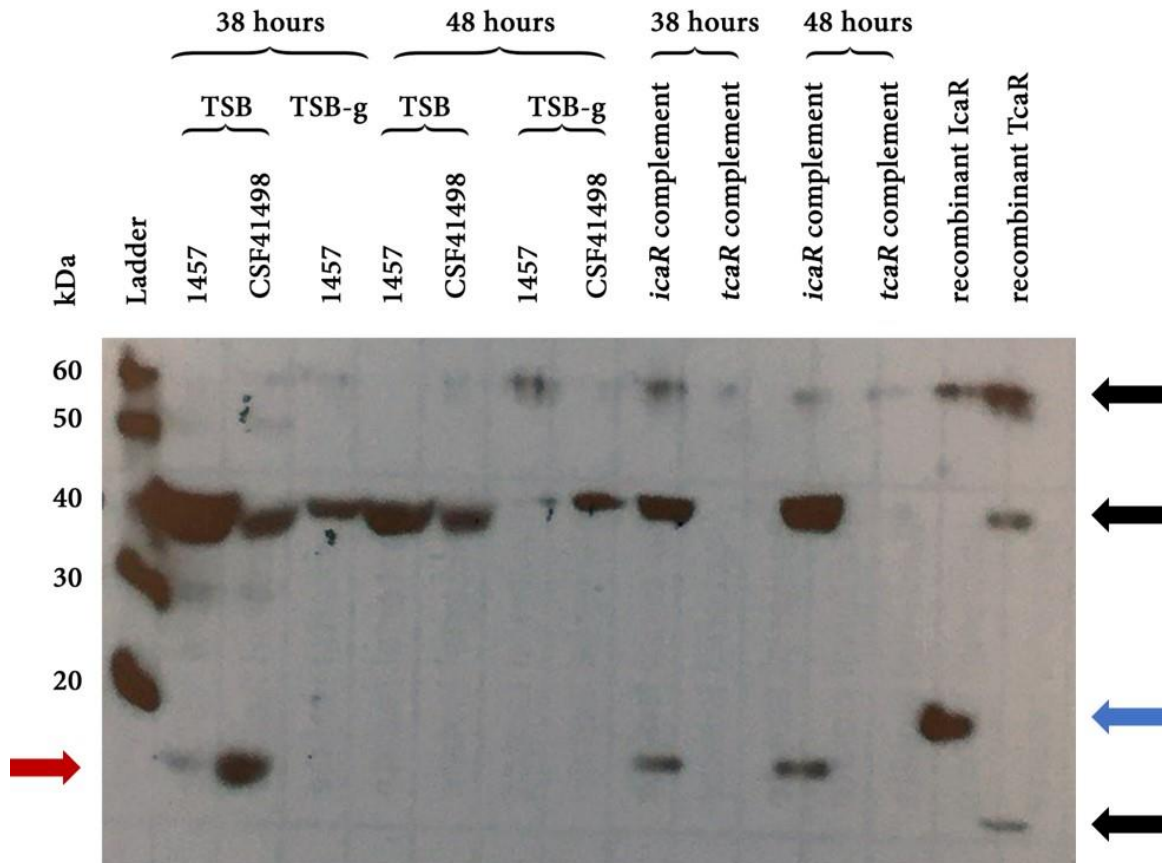 38 hours
48 hours
38 hours
48 hours
TSB
TSB-g
TSB
TSB-g
kDa
Ladder
1457
CSF41498
1457
1457
CSF41498
1457
CSF41498
icaR complement
tcaR complement
icaR complement
tcaR complement
recombinant IcaR
recombinant TcaR
60
50
40
30
20